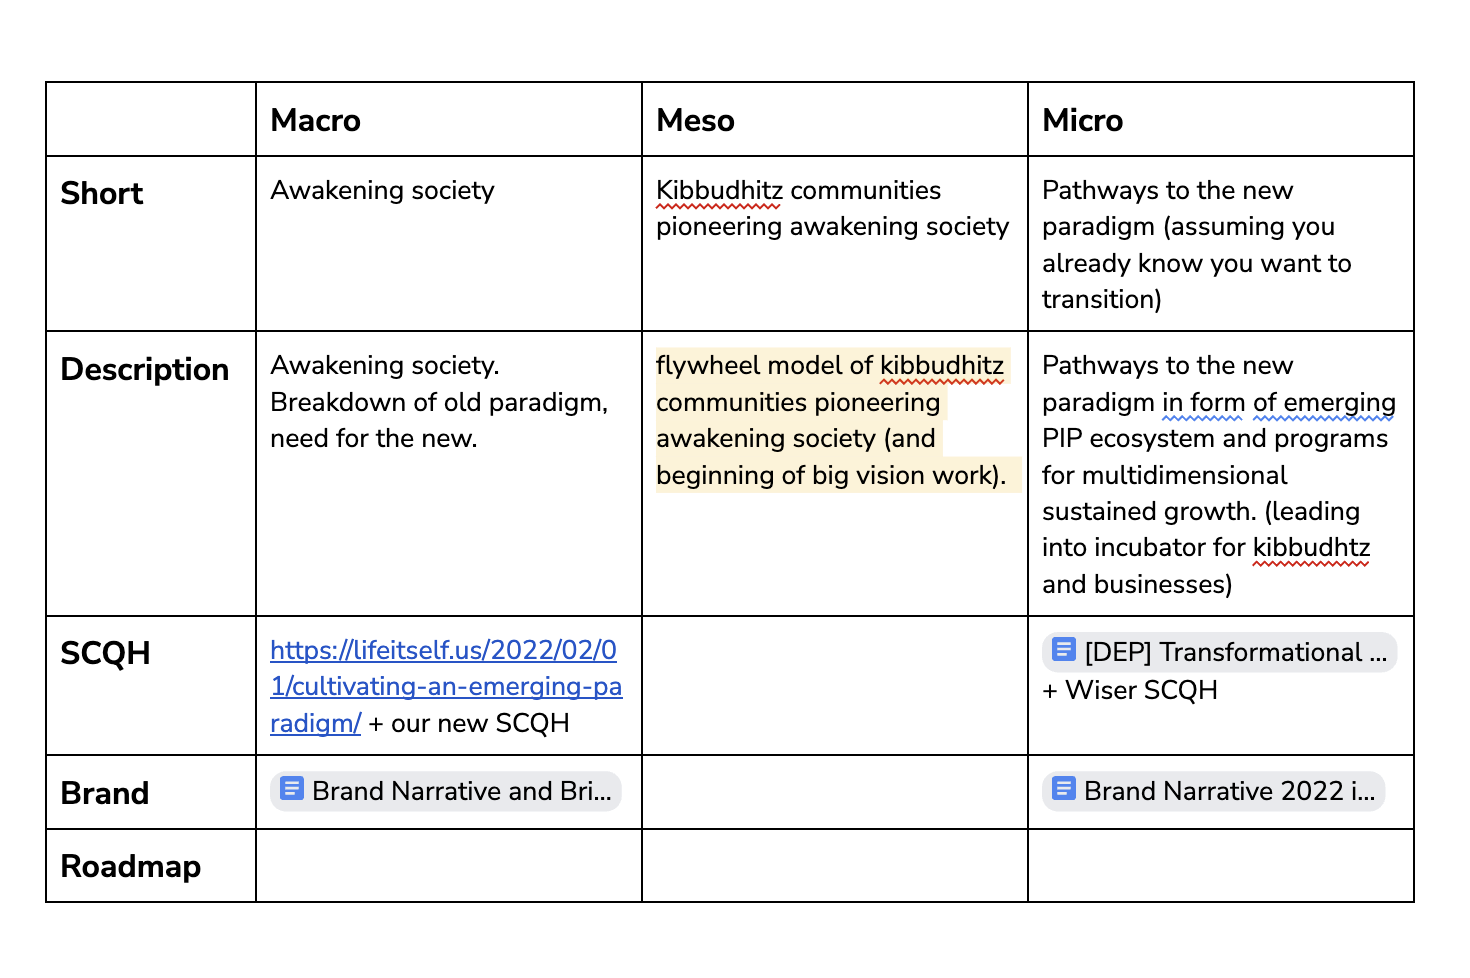 Macro
Meso
Micro
Short
Awakening society
Kibbudhitz communities
pioneering awakening society
Pathways to the new
paradigm (assuming you
already know you want to
transition)
Description
Awakening society.
Breakdown of old paradigm,
need for the new.
flywheel model of kibbudhitz
communities pioneering
awakening society (and
beginning of big vision work).
Pathways to the new
paradigm in form of emerging
PIP ecosystem and programs
for multidimensional
sustained growth. (leading
into incubator for kibbudhtz
and businesses)
SCQH
https://lifeitself.us/2022/02/0
1/cultivating-an-emerging-pa
radigm/ + our new SCQH
[DEP] Transformational ...
+ Wiser SCQH
Brand
Brand Narrative and Bri...
Brand Narrative 2022 i...
Roadmap